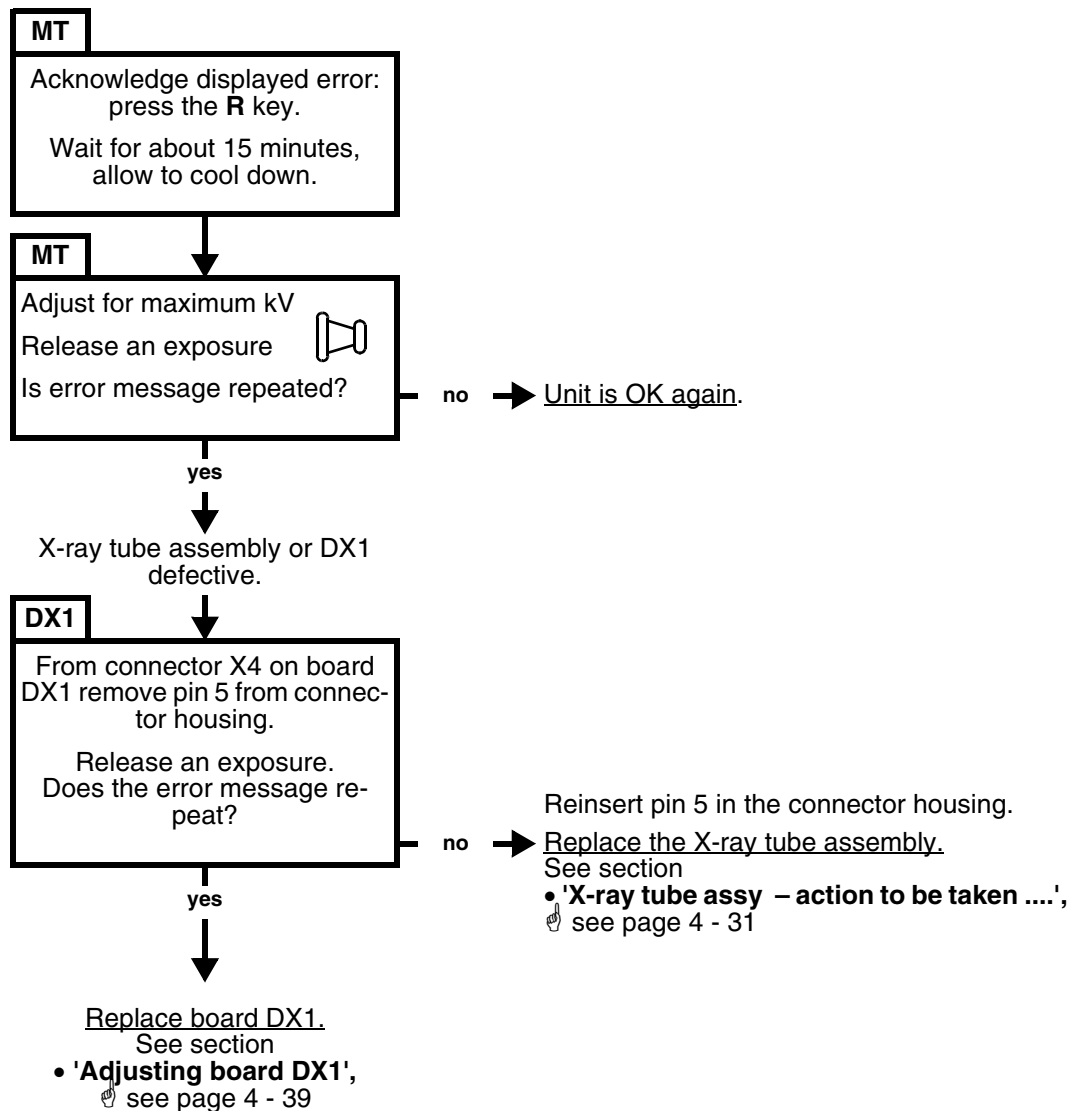 MT
Acknowledge displayed error:
press the R key.
Wait for about 15 minutes,
allow to cool down.
MT
Adjust for maximum kV
Release an exposure
Is error message repeated?
no
Unit is OK again.
yes
X-ray tube assembly or DX1
defective.
DX1
From connector X4 on board
DX1 remove pin 5 from connec-
tor housing.
Release an exposure.
Does the error message re-
peat?
no
Reinsert pin 5 in the connector housing.
Replace the X-ray tube assembly.
See section
• 'X-ray tube assy – action to be taken ....',
☝ see page 4 - 31
yes
Replace board DX1.
See section
• 'Adjusting board DX1',
☝ see page 4 - 39